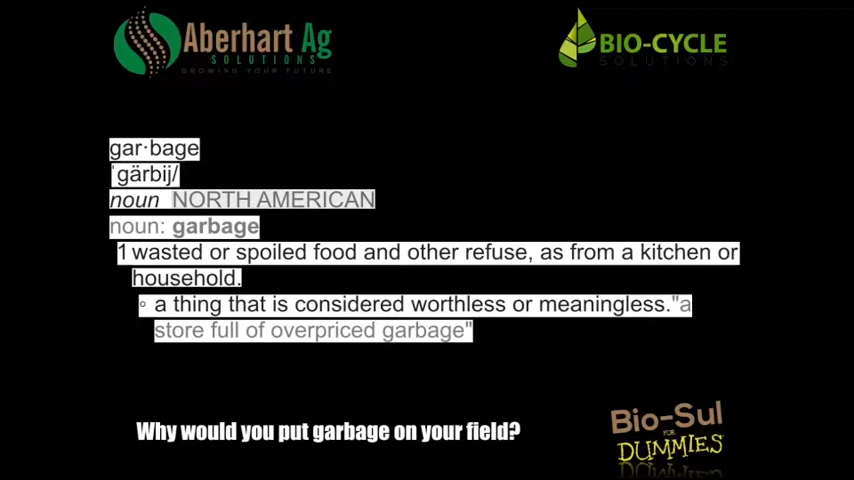 Aberhart Ag
SOLUTIONS
GROWING YOUR FUTURE
BIO-CYCLE
SOLUTIONS
gar·bage
ˈgärbij/
noun NORTH AMERICAN
noun: garbage
1 wasted or spoiled food and other refuse, as from a kitchen or
household.
◦ a thing that is considered worthless or meaningless."a
store full of overpriced garbage"
Why would you put garbage on your field?
Bio-Sul
FOR
DUMMIES